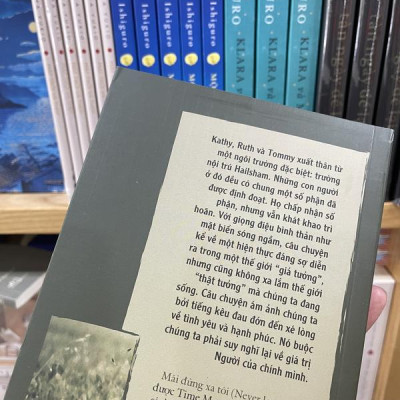 Ishiguro
Ishiguro
Ishiguro
Ishiguro
Ishiguro
KLARA và
KLARA
Kathy, Ruth và Tommy xuất thân từ
một ngôi trường đặc biệt: trường
nội trú Hailsham. Những con người
ở đó đều có chung một số phận đã
được định đoạt. Họ chấp nhận số
phận, nhưng vẫn khát khao trì
hoãn. Với giọng điệu bình thản như
mặt biển sóng ngầm, câu chuyện
kể về một hiện thực đáng sợ diễn
ra trong một thế giới "giả tưởng",
nhưng cũng không xa lắm thế giới
"thật tưởng" mà chúng ta đang
sống. Câu chuyện ám ảnh chúng ta
bởi tiếng kêu đau đớn đến xé lòng
về tình yêu và hạnh phúc. Nó buộc
chúng ta phải suy nghĩ lại về giá trị
Người của chính mình.
Mãi đừng xa tôi (Never
được Time